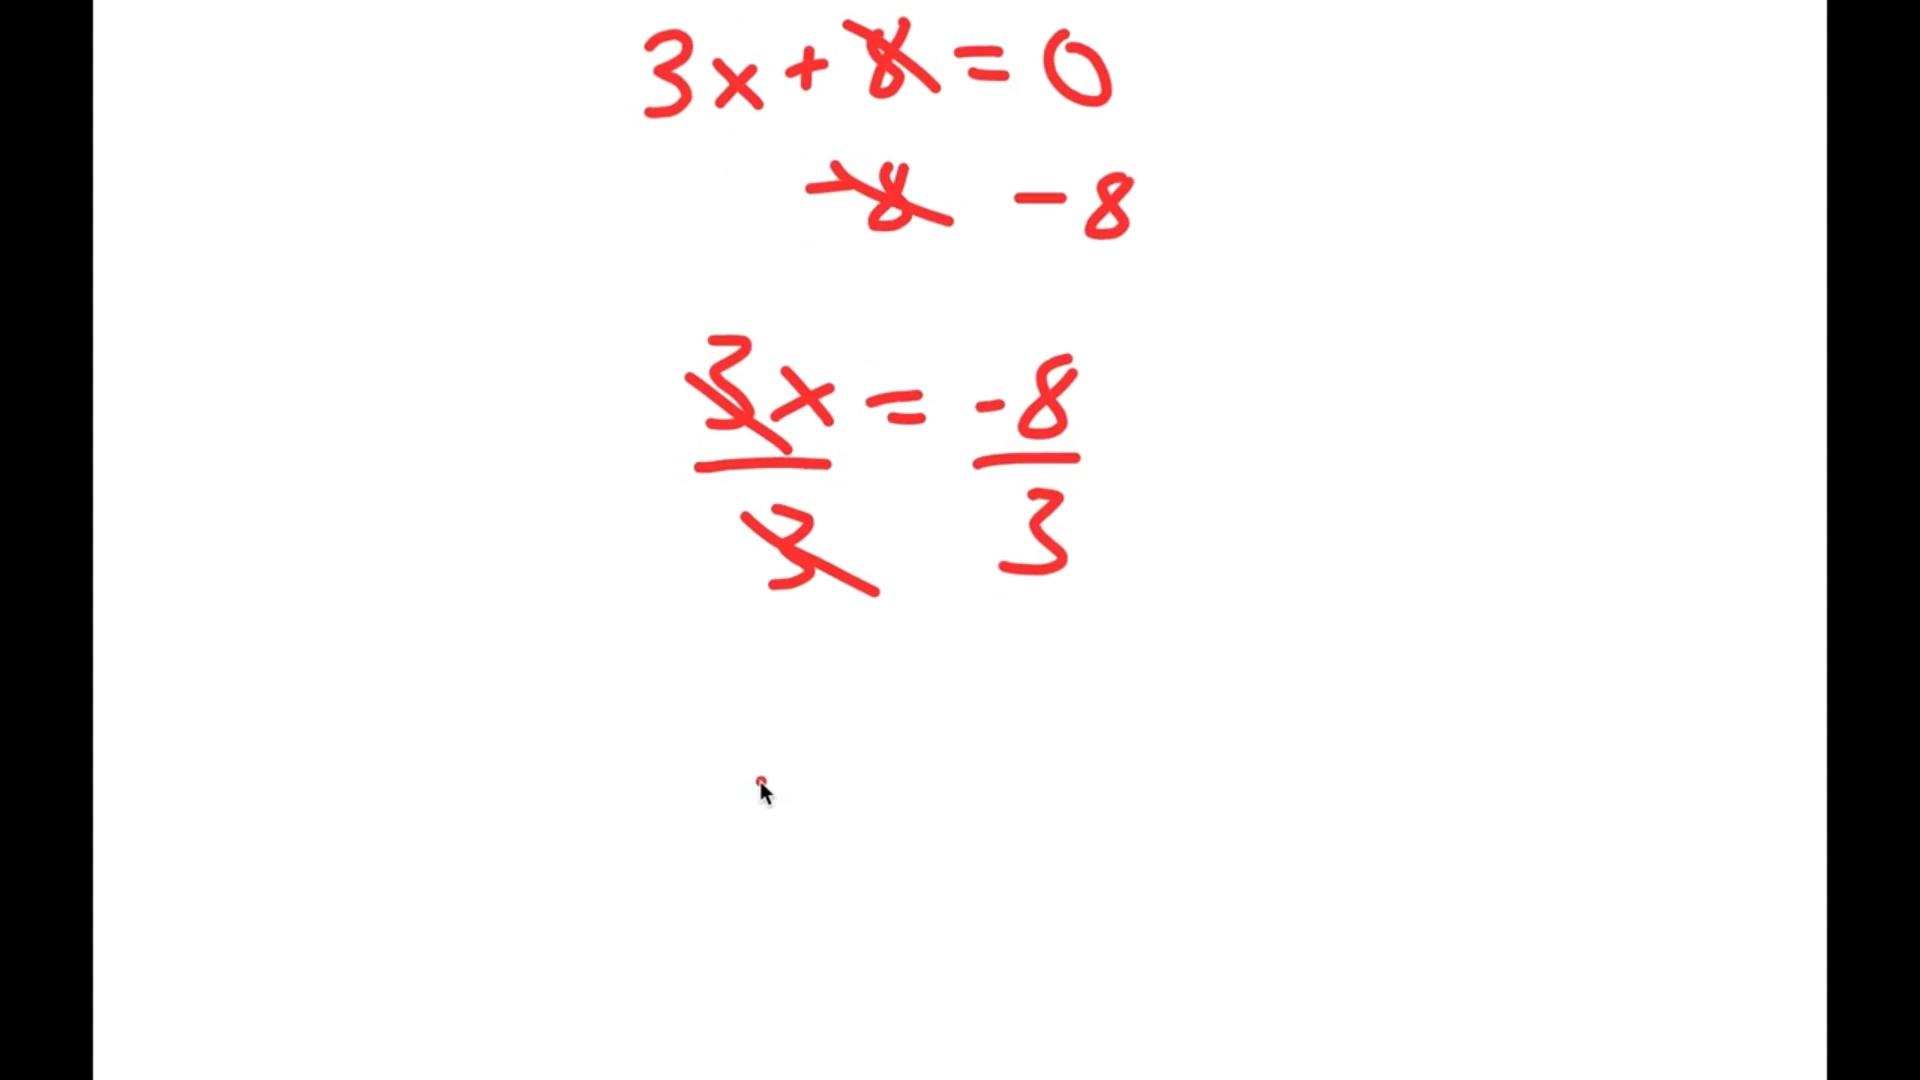 3x + 8 = 0
-8 -8
3x = -8
3 3